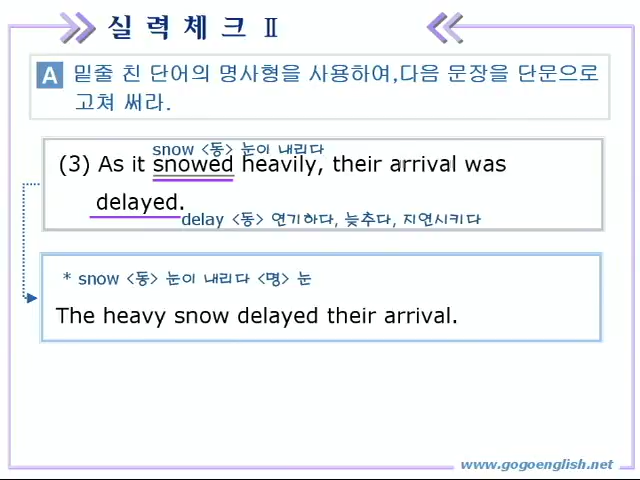 실력체크 Ⅱ
A 밑줄 친 단어의 명사형을 사용하여,다음 문장을 단문으로
고쳐 써라.
snow <동> 눈이 내리다
(3) As it snowed heavily, their arrival was
delayed.
delay <동> 연기하다, 늦추다, 지연시키다
* snow <동> 눈이 내리다 <명> 눈
The heavy snow delayed their arrival.
www.gogoenglish.net